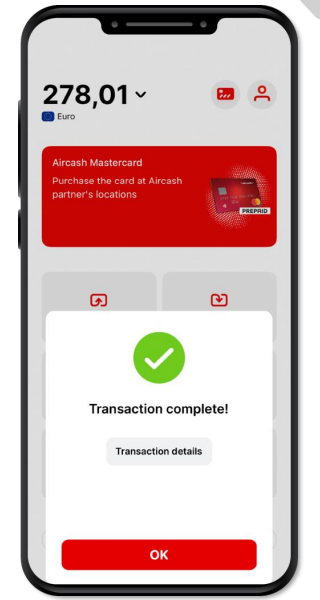 278,01
Euro
Aircash Mastercard
Purchase the card at Aircash
partner's locations
PREPAID
Transaction complete!
Transaction details
OK